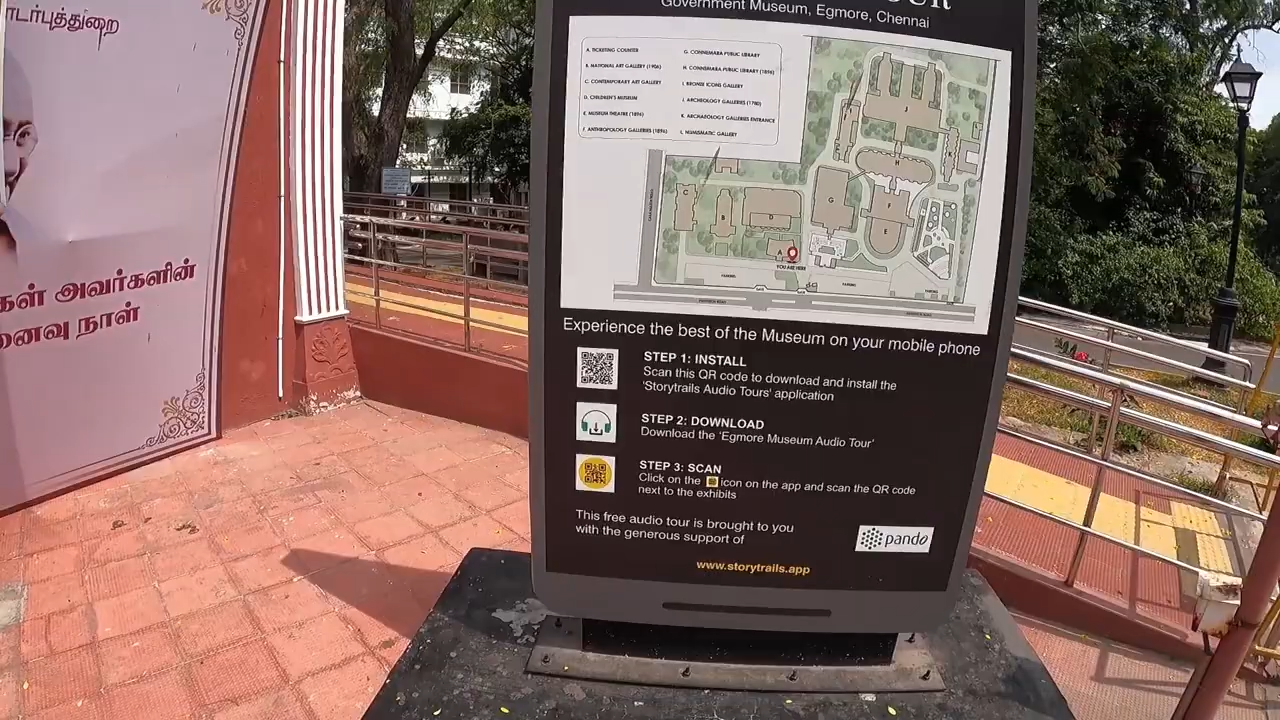 ாடர்புத்துறை
கள் அவர்களின்
னைவு நாள்
Government Museum, Egmore, Chennai
A. TICKETING COUNTER
B. NATIONAL ART GALLERY (1906)
C. CONTEMPORARY ART GALLERY
D. CHILDREN'S MUSEUM
E. MUSEUM THEATRE (1896)
F. ANTHROPOLOGY GALLERIES (1896)
G. CONNEMARA PUBLIC LIBRARY
H. CONNEMARA PUBLIC LIBRARY (1896)
I. BRONZE ICONS GALLERY
J. ARCHEOLOGY GALLERIES
K. ARCHAEOLOGY GALLERIES ENTRANCE
L. NUMISMATIC GALLERY
J
H
G
F
E
C
B
D
A
YOU ARE HERE
PARKING
PARKING
PARKING
Experience the best of the Museum on your mobile phone
STEP 1: INSTALL
Scan this QR code to download and install the
'Storytrails Audio Tours' application
STEP 2: DOWNLOAD
Download the 'Egmore Museum Audio Tour'
STEP 3: SCAN
Click on the icon on the app and scan the QR code
next to the exhibits
This free audio tour is brought to you
with the generous support of
pando
www.storytrails.app